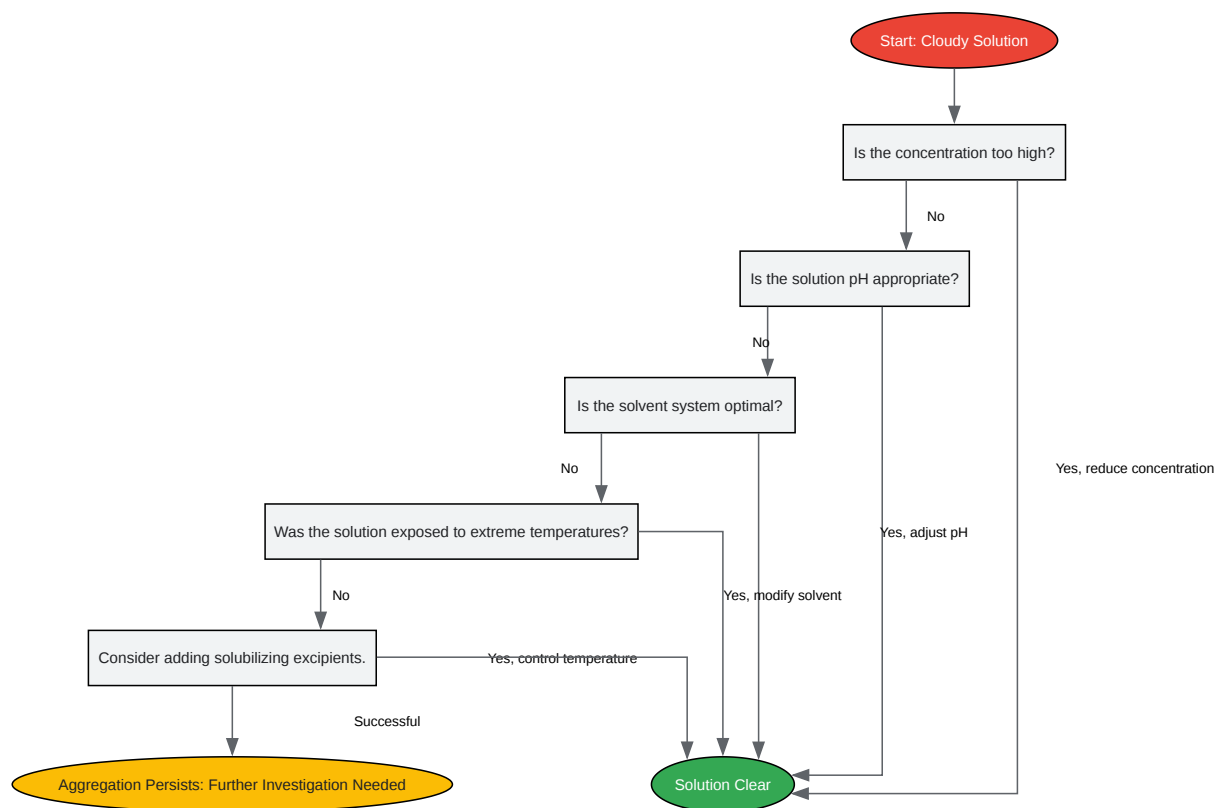 Start: Cloudy Solution
Is the concentration too high?
No
Is the solution pH appropriate?
No
Is the solvent system optimal?
No
Yes, reduce concentration
Was the solution exposed to extreme temperatures?
Yes, adjust pH
No
Yes, modify solvent
Consider adding solubilizing excipients.
Yes, control temperature
Successful
Aggregation Persists: Further Investigation Needed
Solution Clear